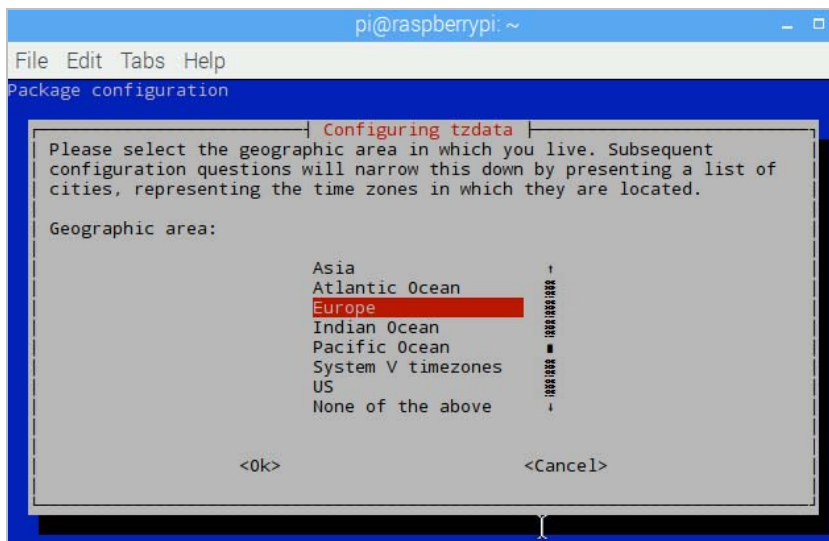 pi@raspberrypi: ~
File Edit Tabs Help
Package configuration
Configuring tzdata
Please select the geographic area in which you live. Subsequent
configuration questions will narrow this down by presenting a list of
cities, representing the time zones in which they are located.
Geographic area:
Asia
Atlantic Ocean
Europe
Indian Ocean
Pacific Ocean
System V timezones
US
None of the above
<Ok> <Cancel>